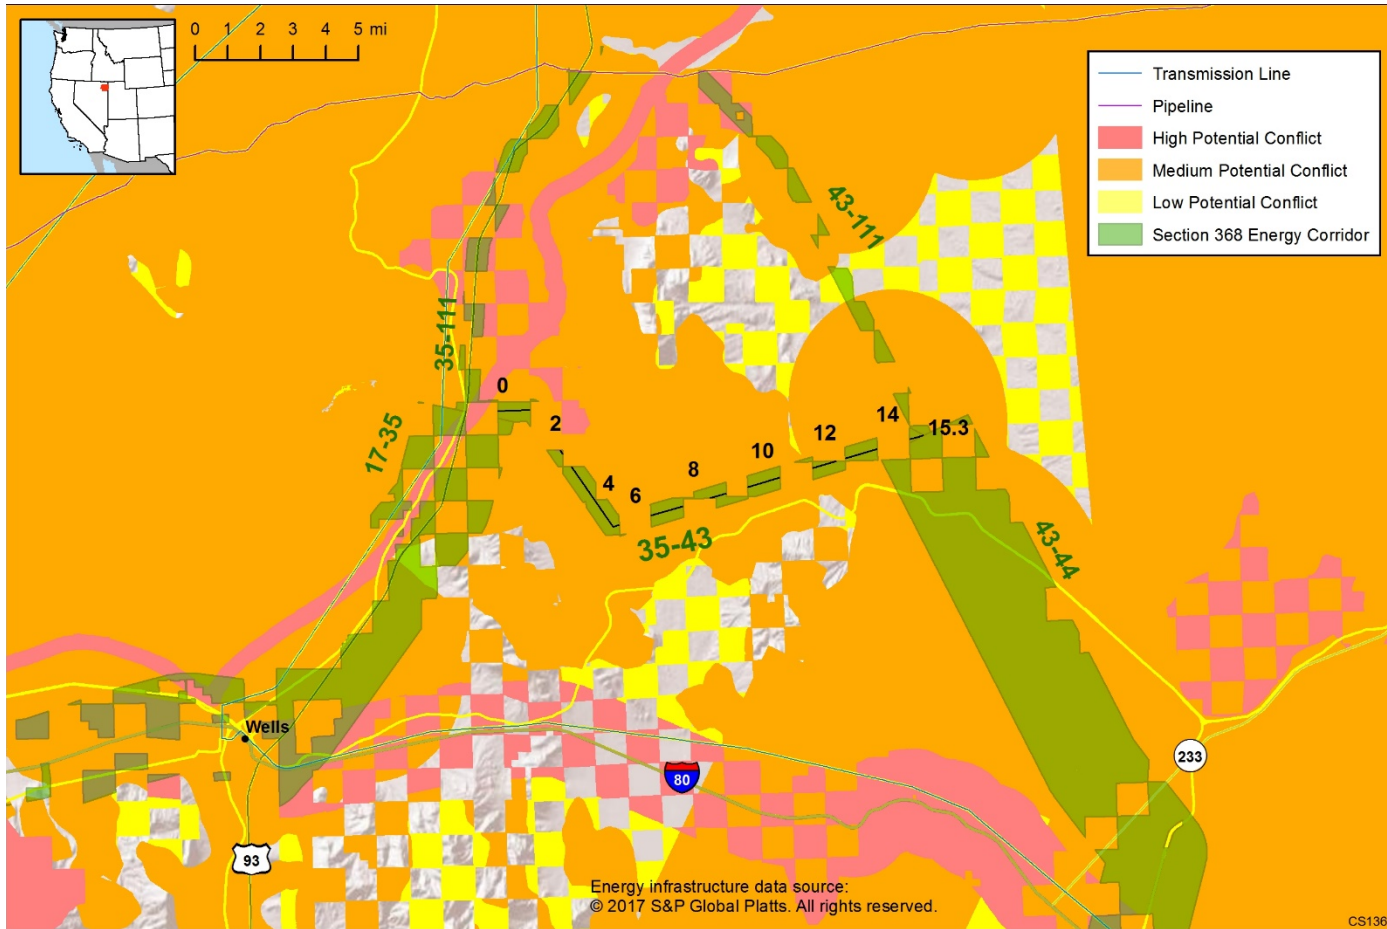 0 1 2 3 4 5 mi
Transmission Line
Pipeline
High Potential Conflict
Medium Potential Conflict
Low Potential Conflict
Section 368 Energy Corridor
43-111
35-111
0
17-35
2
14
15.3
12
10
8
4
6
35-43
43-44
Wells
233
80
93
Energy infrastructure data source:
© 2017 S&P Global Platts. All rights reserved.
CS136